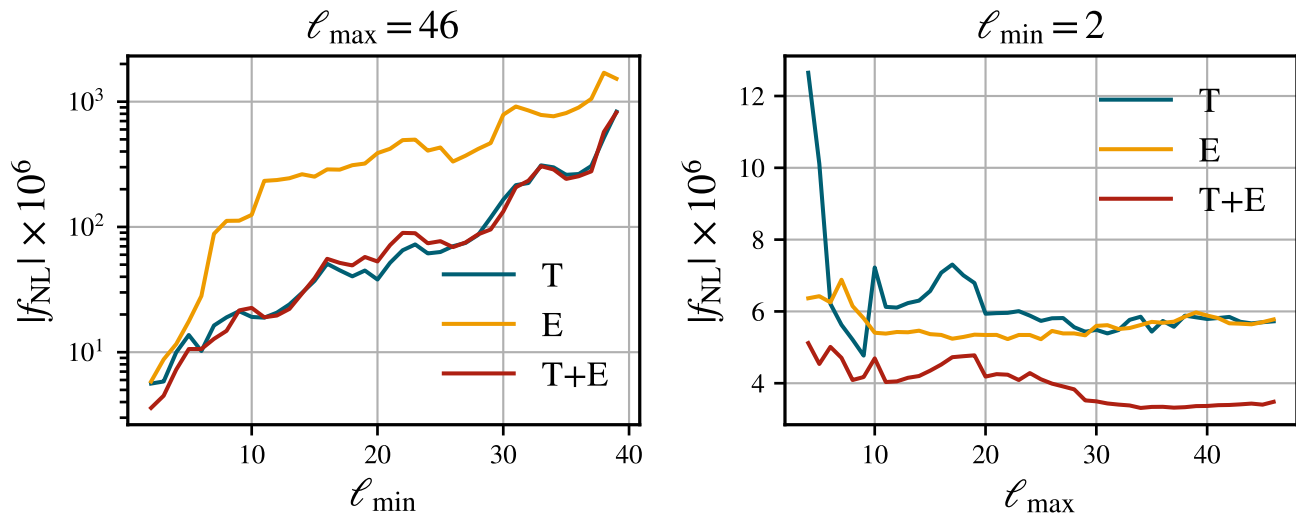 ℓ_max = 46
|f_NL| × 10^6
10^3
10^2
10^1
T
E
T+E
10
20
30
40
ℓ_min
ℓ_min = 2
|f_NL| × 10^6
12
10
8
6
4
T
E
T+E
10
20
30
40
ℓ_max